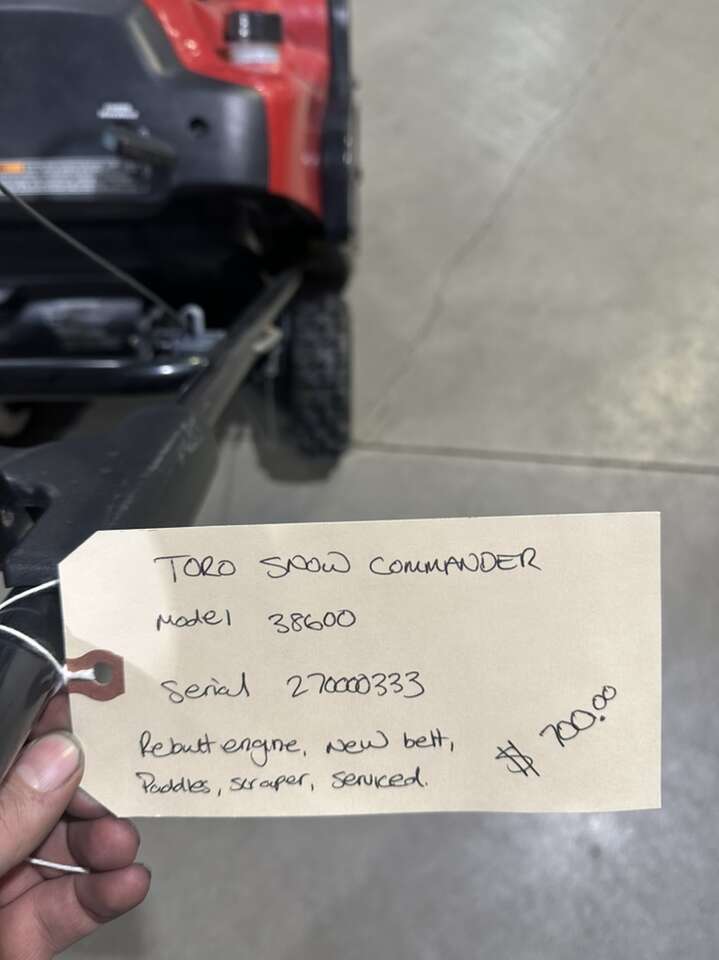 TORO SNOW COMMANDER
Model 38600
Serial 270000333
Rebuilt engine, New belt,
Paddles, scraper, serviced.
$ 700.00